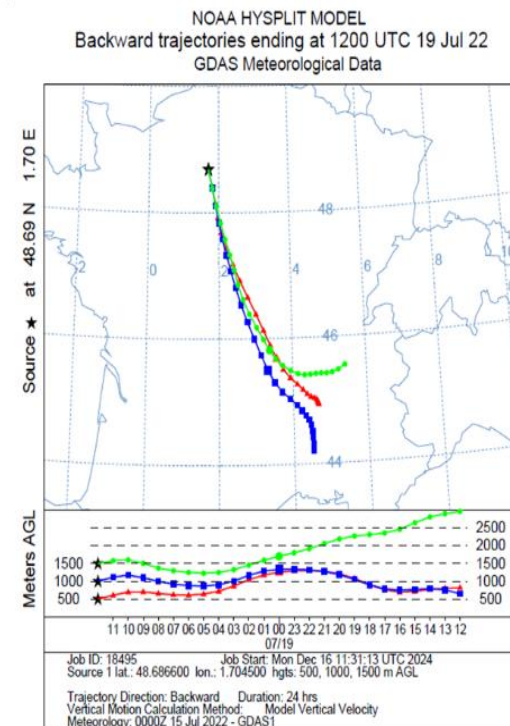 NOAA HYSPLIT MODEL
Backward trajectories ending at 1200 UTC 19 Jul 22
GDAS Meteorological Data
Source ★ at 48.69 N 1.70 E
-2 0 2 4 6 8 10
48
46
44
Meters AGL
1500
1000
500
2500
2000
1500
1000
500
11 10 09 08 07 06 05 04 03 02 01 00 23 22 21 20 19 18 17 16 15 14 13 12
07/19
Job ID: 18495 Job Start: Mon Dec 16 11:31:13 UTC 2024
Source 1 lat.: 48.686600 lon.: 1.704500 hgts: 500, 1000, 1500 m AGL
Trajectory Direction: Backward Duration: 24 hrs
Vertical Motion Calculation Method: Model Vertical Velocity
Meteorology: 0000Z 15 Jul 2022 - GDAS1